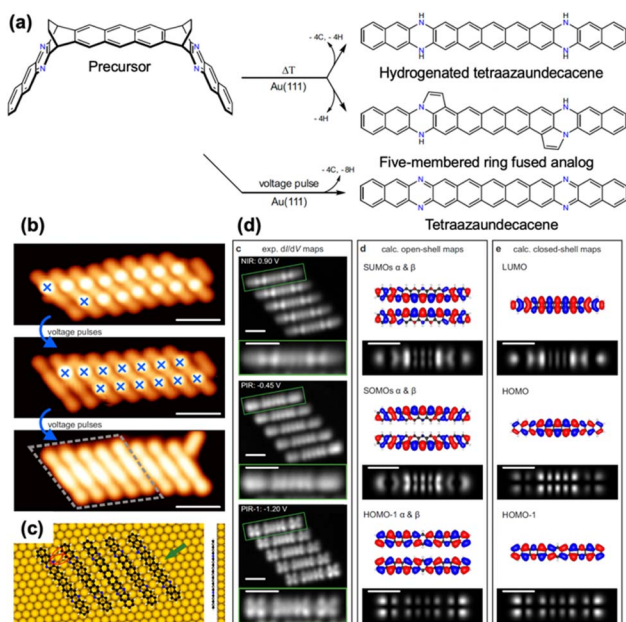 (a)
Precursor
N
N
N
N
ΔT
Au(111)
- 4C, - 4H
- 4H
H
N
H
N
N
H
N
H
Hydrogenated tetraazaundecacene
N
H
N
N
H
N
Five-membered ring fused analog
voltage pulse
Au(111)
- 4C, - 8H
N
N
N
N
Tetraazaundecacene
(b)
voltage pulses
voltage pulses
(c)
(d)
c exp. dI/dV maps
NIR: 0.90 V
PIR: -0.45 V
PIR-1: -1.20 V
d calc. open-shell maps
SUMOs α & β
SOMOs α & β
HOMO-1 α & β
e calc. closed-shell maps
LUMO
HOMO
HOMO-1